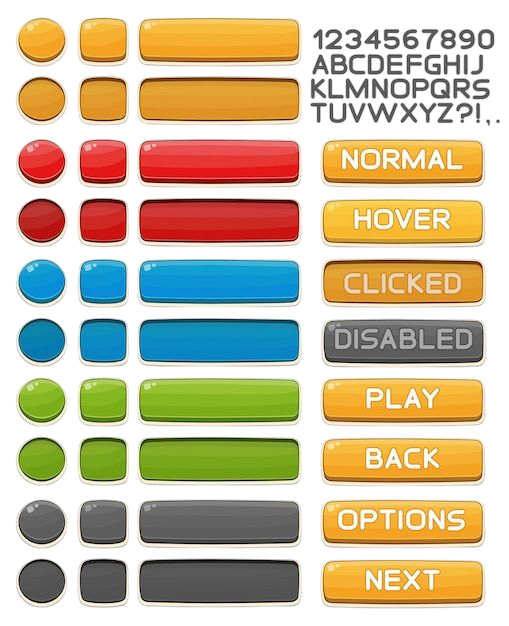 1234567890
ABCDEFGHIJ
KLMNOPQRS
TUVWXYZ?!,.
NORMAL
HOVER
CLICKED
DISABLED
PLAY
BACK
OPTIONS
NEXT